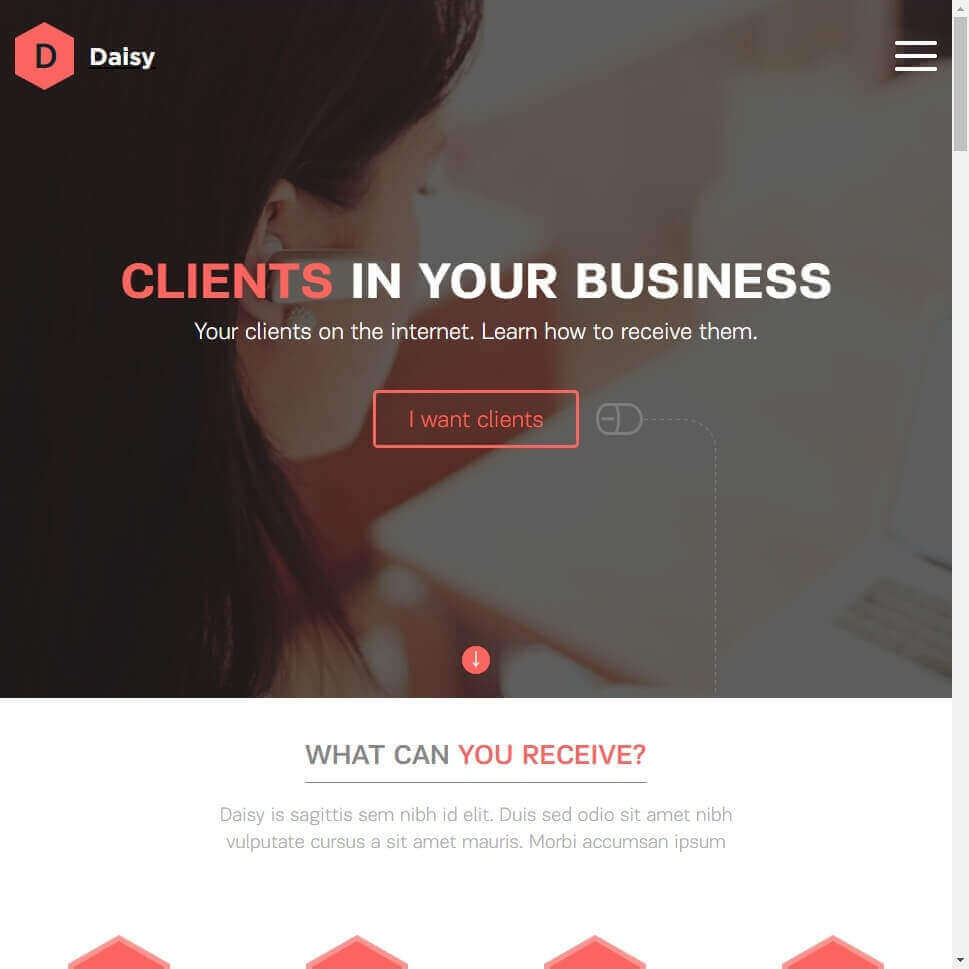 D
Daisy
CLIENTS IN YOUR BUSINESS
Your clients on the internet. Learn how to receive them.
I want clients
WHAT CAN YOU RECEIVE?
Daisy is sagittis sem nibh id elit. Duis sed odio sit amet nibh
vulputate cursus a sit amet mauris. Morbi accumsan ipsum